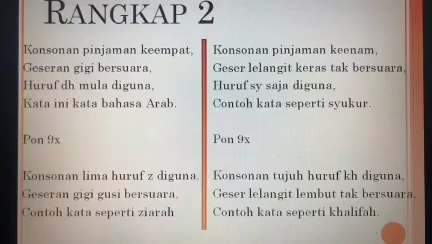 RANGKAP 2
Konsonan pinjaman keempat,
Geseran gigi bersuara,
Huruf dh mula diguna,
Kata ini kata bahasa Arab.
Pon 9x
Konsonan lima huruf z diguna.
Geseran gigi gusi bersuara.
Contoh kata seperti ziarah
Konsonan pinjaman keenam,
Geser lelangit keras tak bersuara,
Huruf sy saja diguna,
Contoh kata seperti syukur.
Pon 9x
Konsonan tujuh huruf kh diguna,
Geser lelangit lembut tak bersuara.
Contoh kata seperti khalifah.